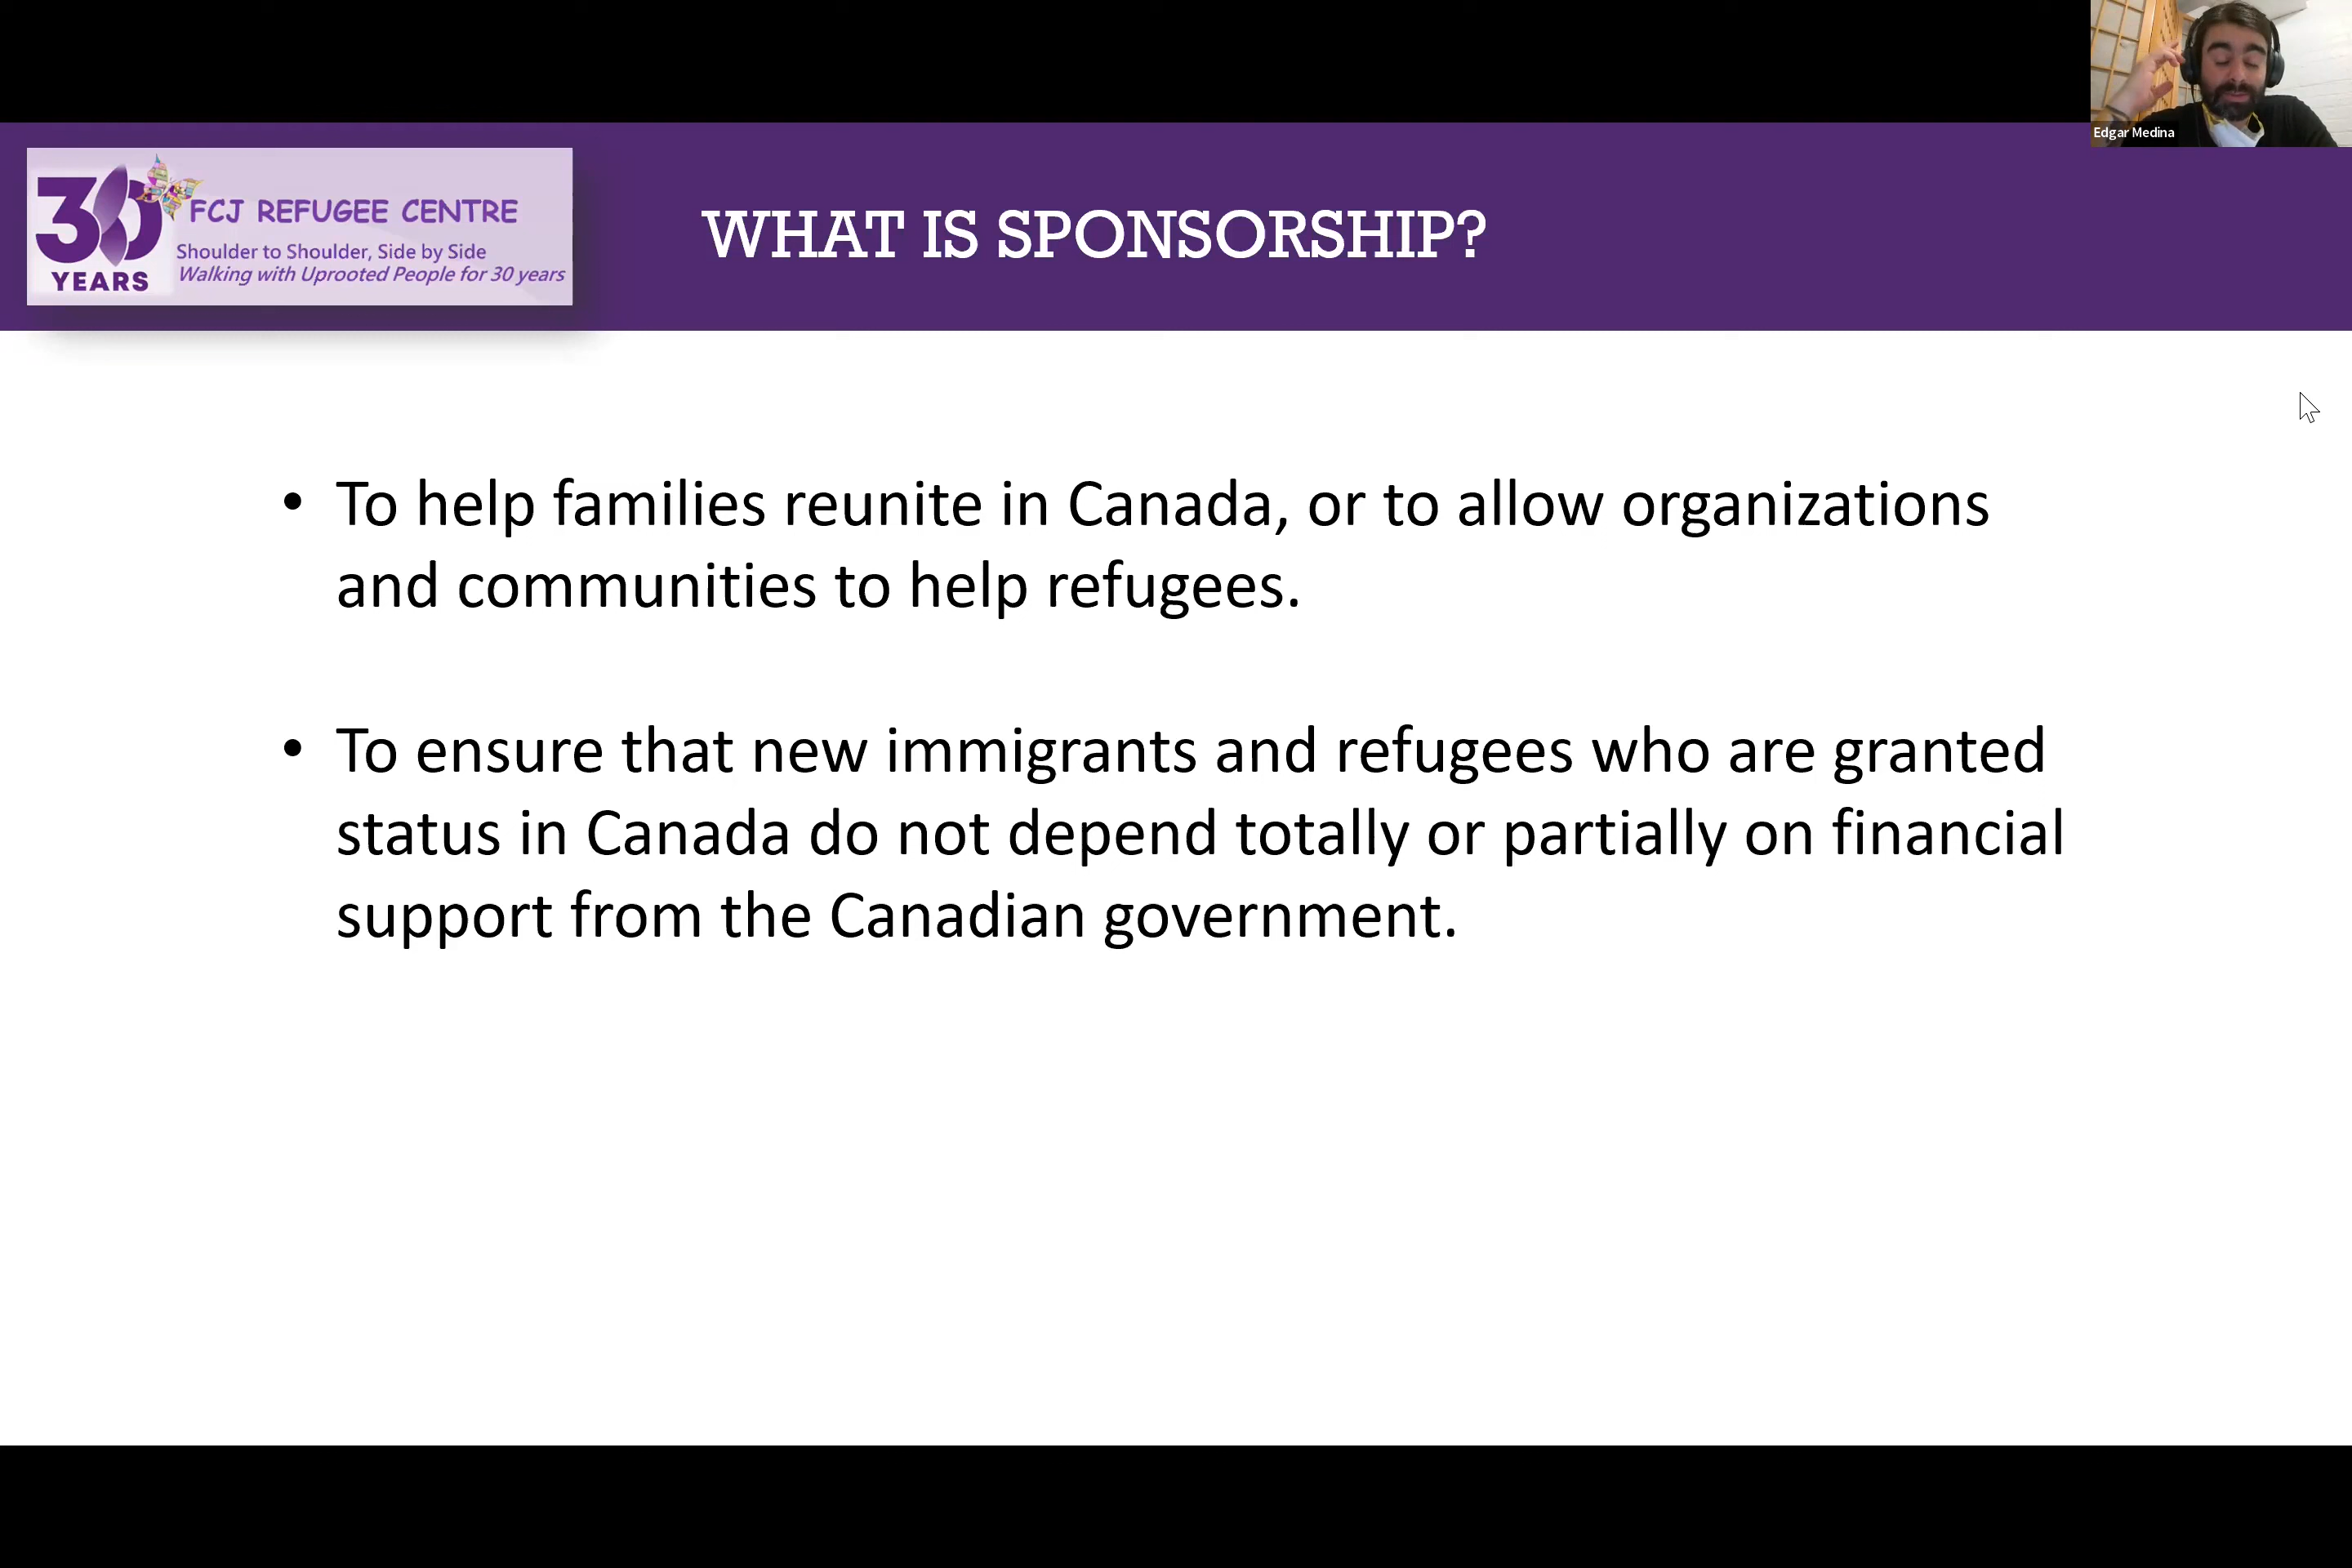 Edgar Medina
30
YEARS
FCJ REFUGEE CENTRE
Shoulder to Shoulder, Side by Side
Walking with Uprooted People for 30 years
WHAT IS SPONSORSHIP?
• To help families reunite in Canada, or to allow organizations
and communities to help refugees.
• To ensure that new immigrants and refugees who are granted
status in Canada do not depend totally or partially on financial
support from the Canadian government.